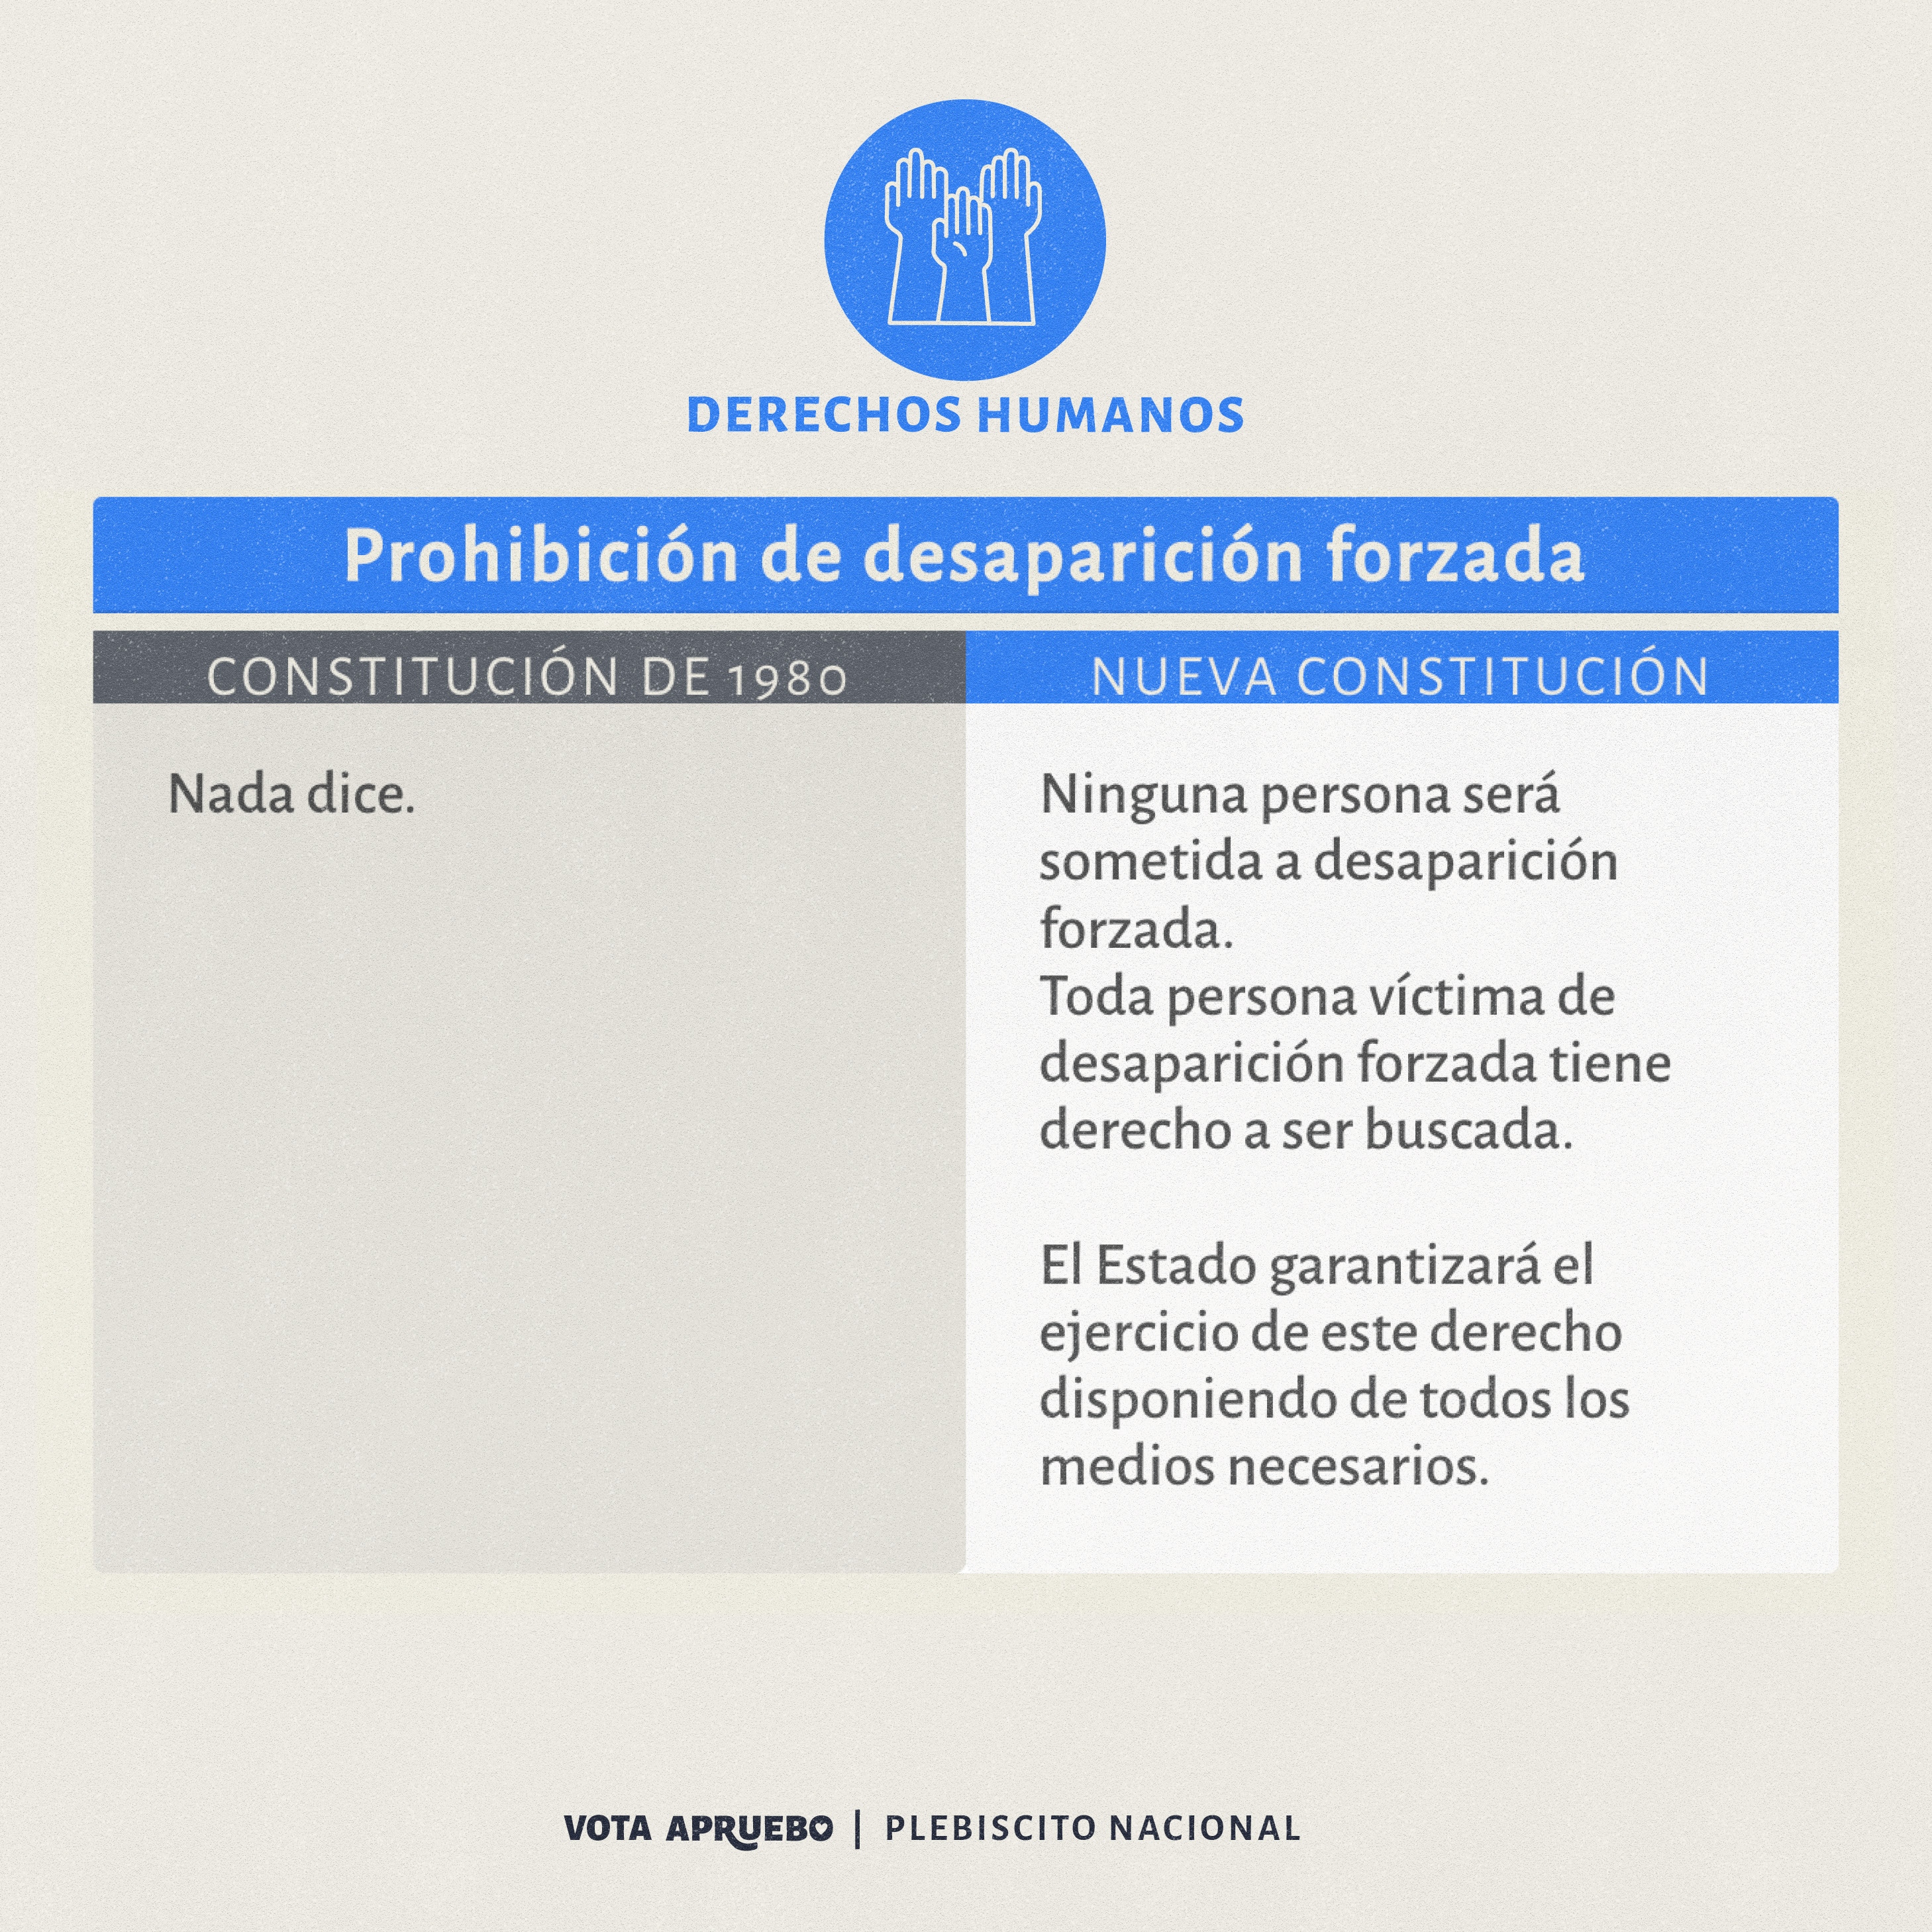 DERECHOS HUMANOS
Prohibición de desaparición forzada
CONSTITUCIÓN DE 1980
Nada dice.
NUEVA CONSTITUCIÓN
Ninguna persona será
sometida a desaparición
forzada.
Toda persona víctima de
desaparición forzada tiene
derecho a ser buscada.
El Estado garantizará el
ejercicio de este derecho
disponiendo de todos los
medios necesarios.
VOTA APRUEBO | PLEBISCITO NACIONAL